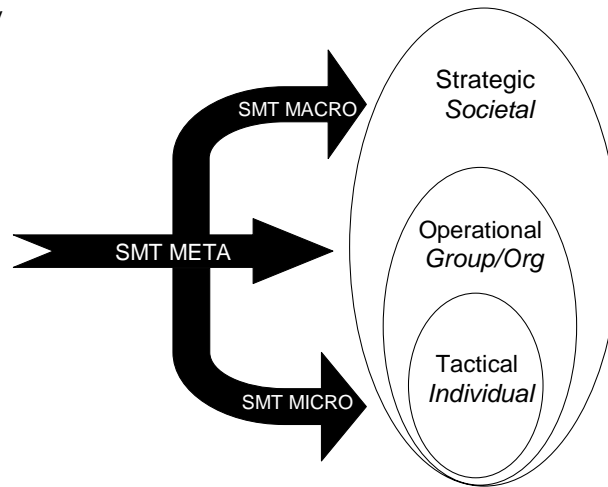 SMT MACRO
Strategic
Societal
SMT META
Operational
Group/Org
SMT MICRO
Tactical
Individual